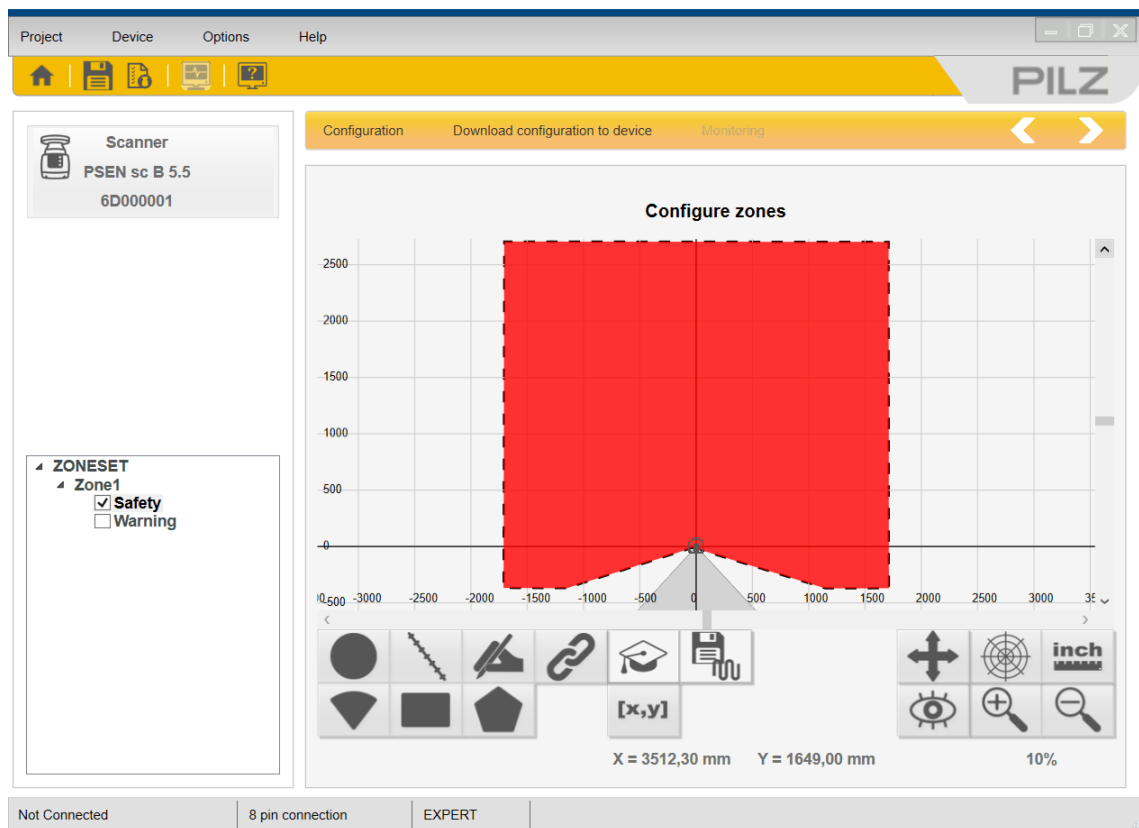 Project Device Options Help
PILZ
Configuration Download configuration to device Monitoring
Scanner
PSEN sc B 5.5
6D000001
Configure zones
2500
2000
1500
1000
500
0
-500
-3000 -2500 -2000 -1500 -1000 -500 0 500 1000 1500 2000 2500 3000
ZONESET
Zone1
Safety
Warning
inch
[x,y]
X = 3512,30 mm Y = 1649,00 mm 10%
Not Connected 8 pin connection EXPERT